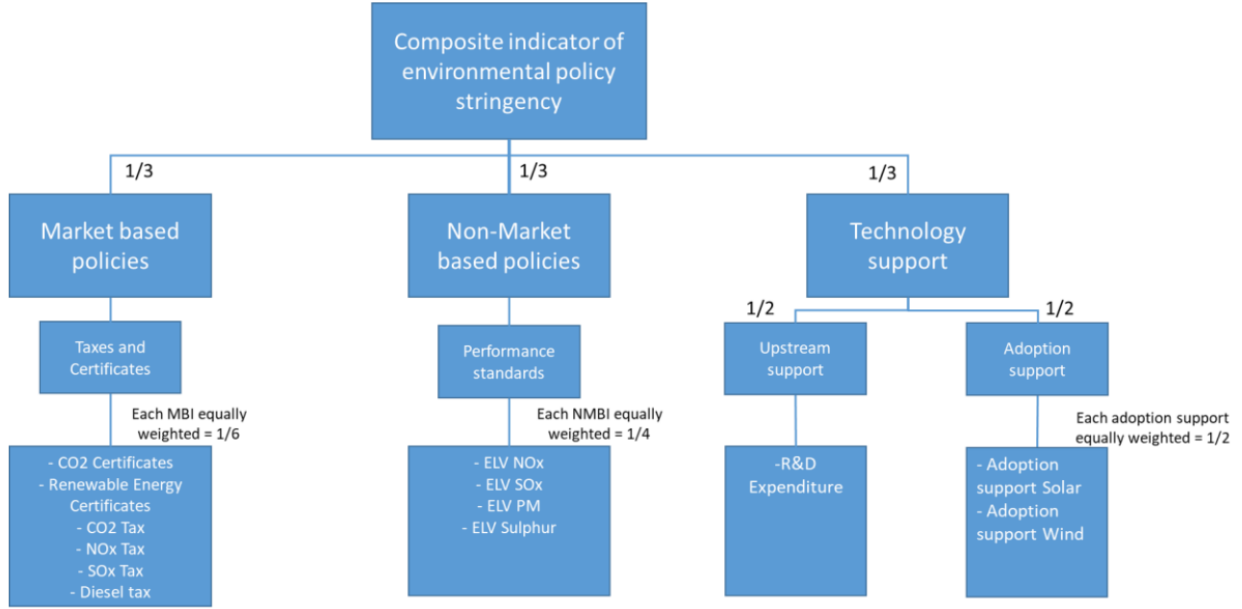 Composite indicator of
environmental policy
stringency
1/3
1/3
1/3
Market based
policies
Non-Market
based policies
Technology
support
1/2
1/2
Taxes and
Certificates
Performance
standards
Upstream
support
Adoption
support
Each MBI equally
weighted = 1/6
Each NMBI equally
weighted = 1/4
Each adoption support
equally weighted = 1/2
- CO2 Certificates
- Renewable Energy
Certificates
- CO2 Tax
- NOx Tax
- SOx Tax
- Diesel tax
- ELV NOx
- ELV SOx
- ELV PM
- ELV Sulphur
-R&D
Expenditure
- Adoption
support Solar
- Adoption
support Wind